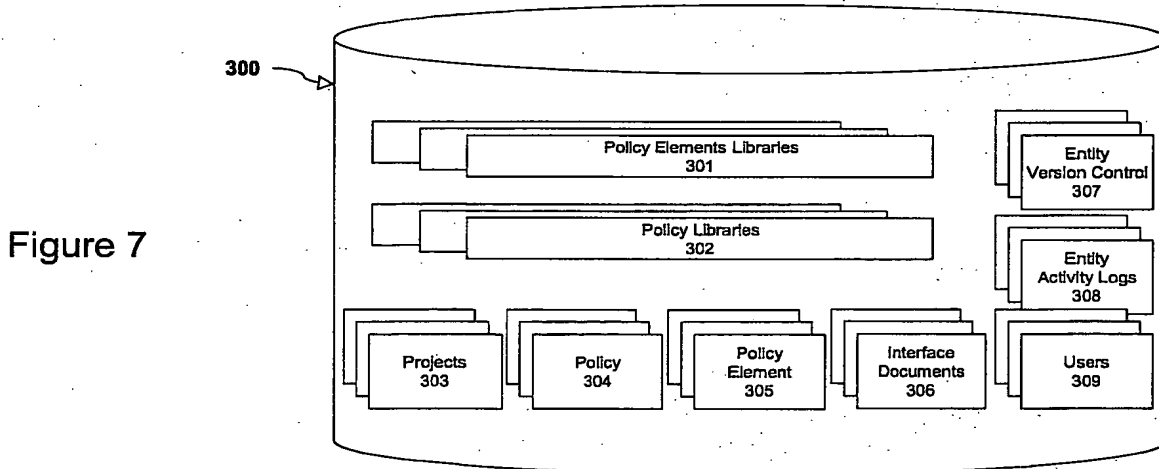 300
Policy Elements Libraries
301
Entity
Version Control
307
Figure 7
Policy Libraries
302
Entity
Activity Logs
308
Projects
303
Policy
304
Policy
Element
305
Interface
Documents
306
Users
309